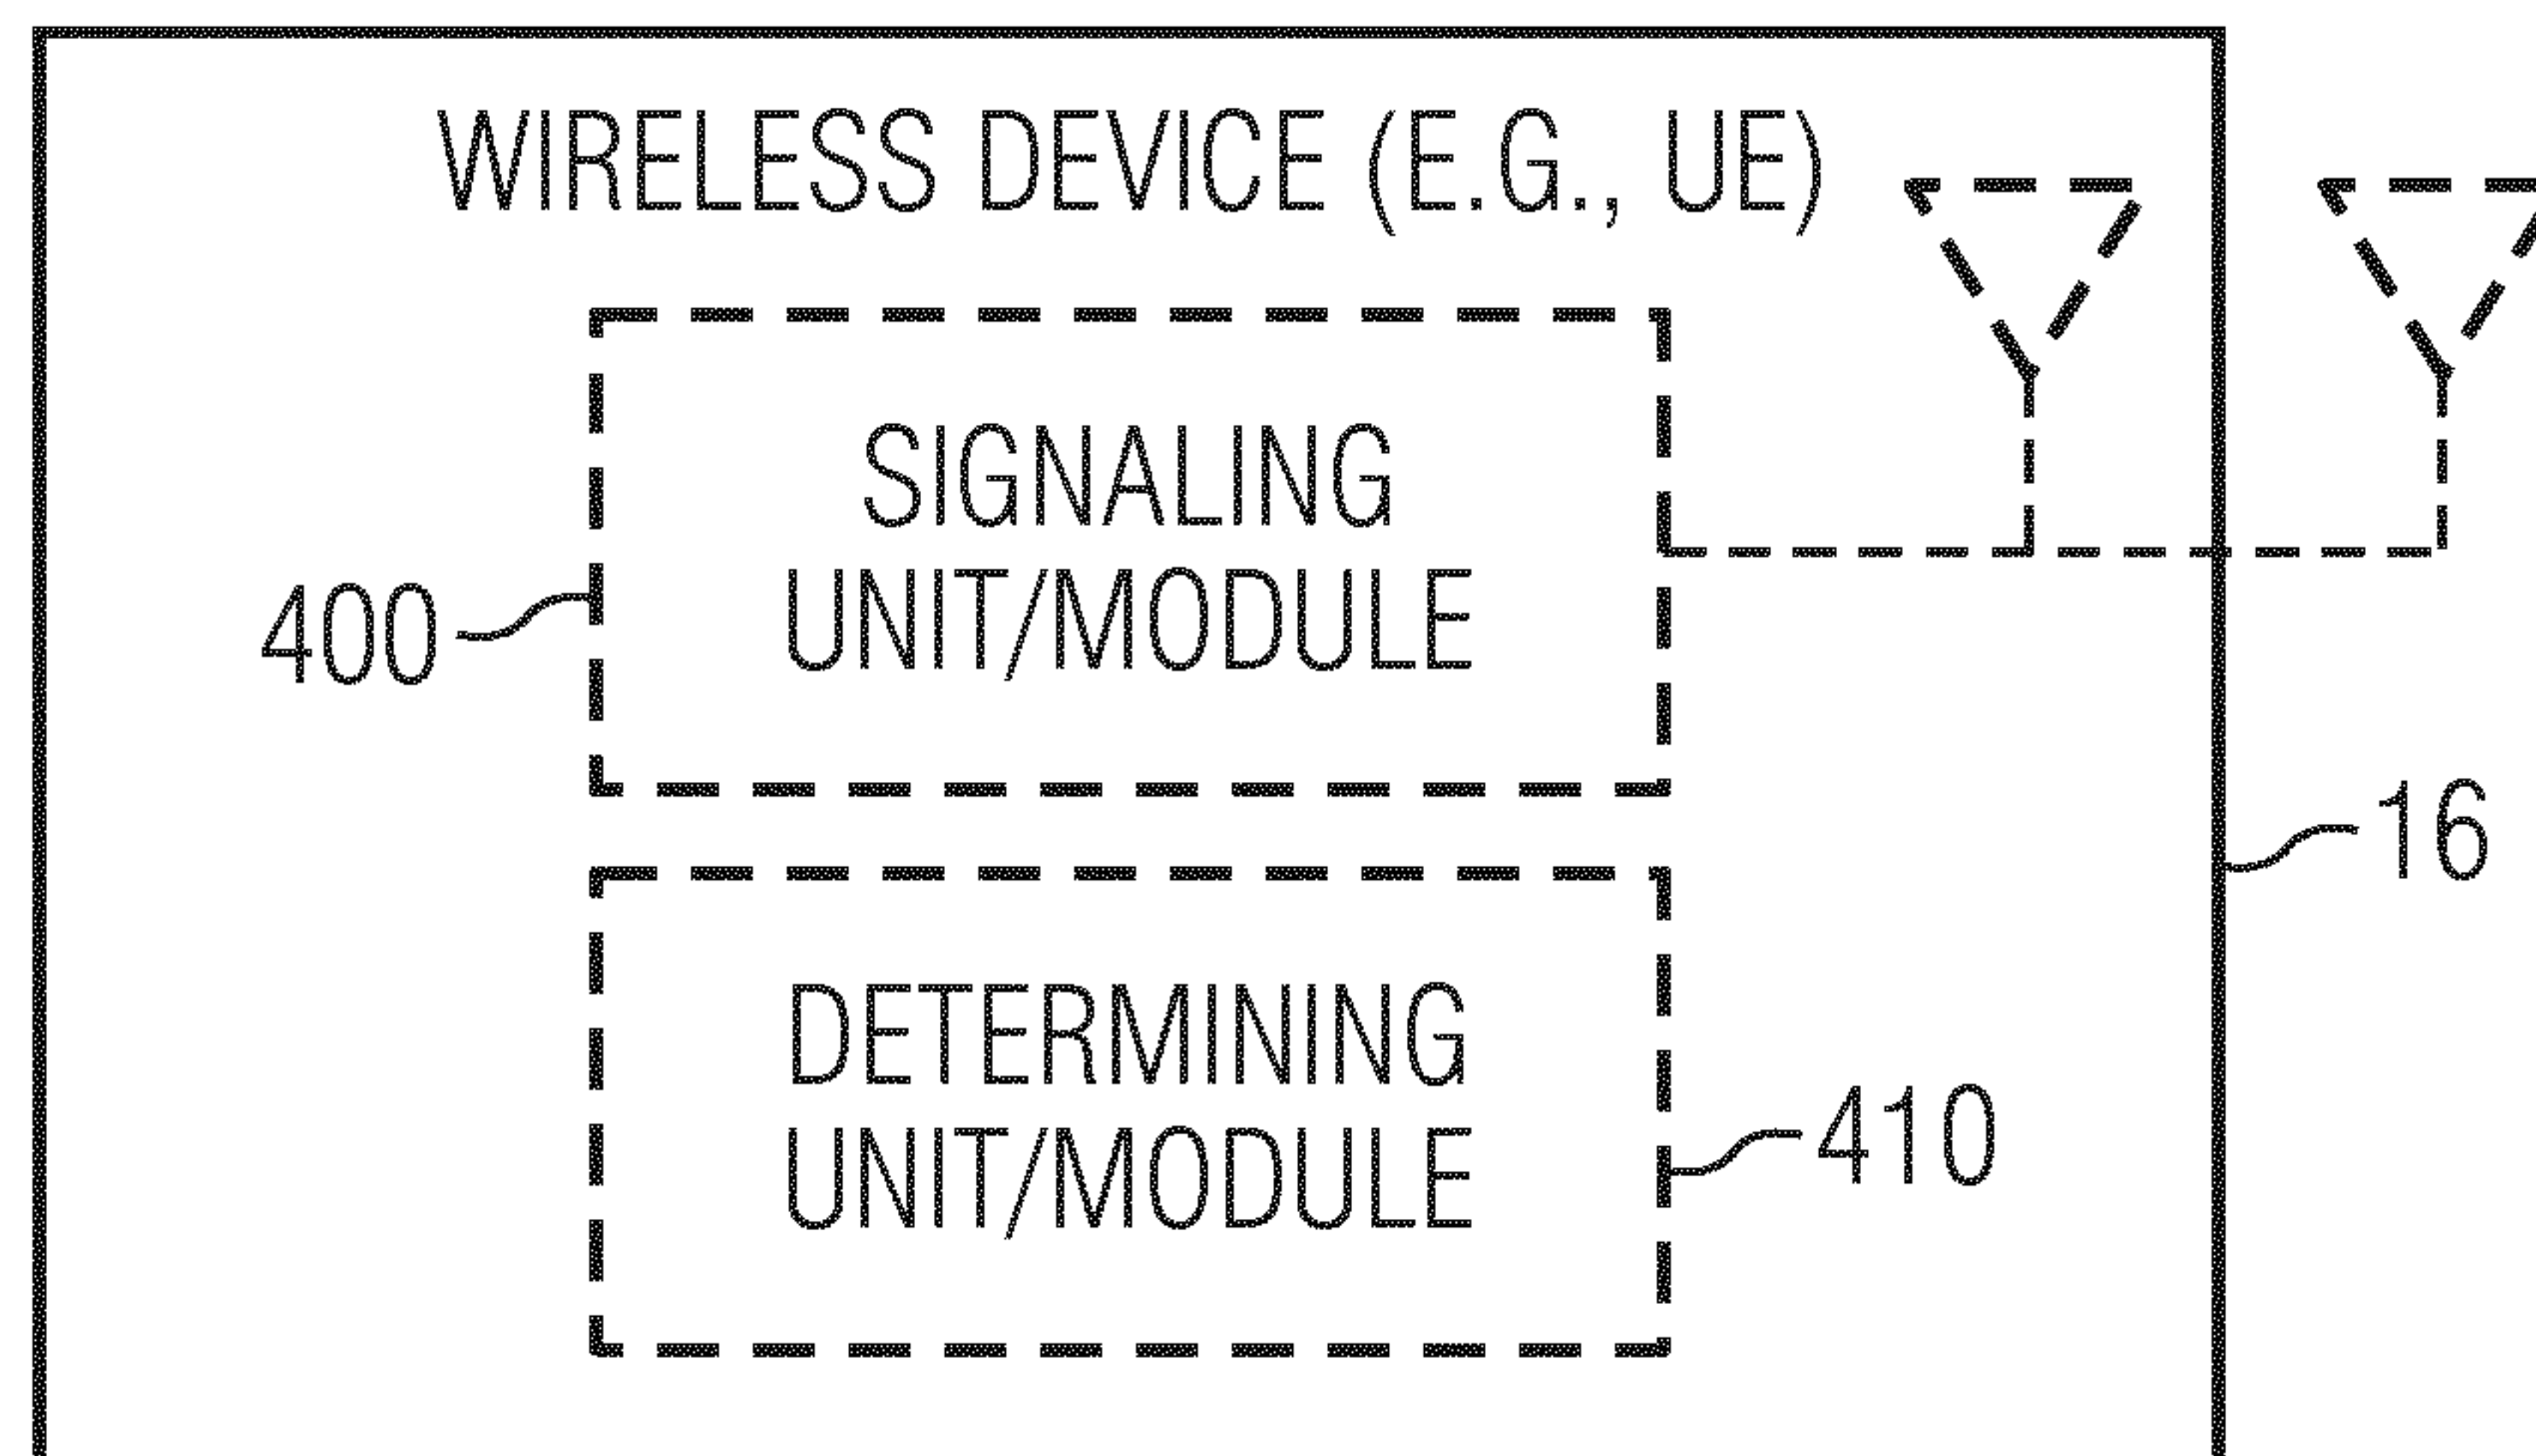 WIRELESS DEVICE (E.G., UE)
SIGNALING
UNIT/MODULE
400
16
DETERMINING
UNIT/MODULE
410